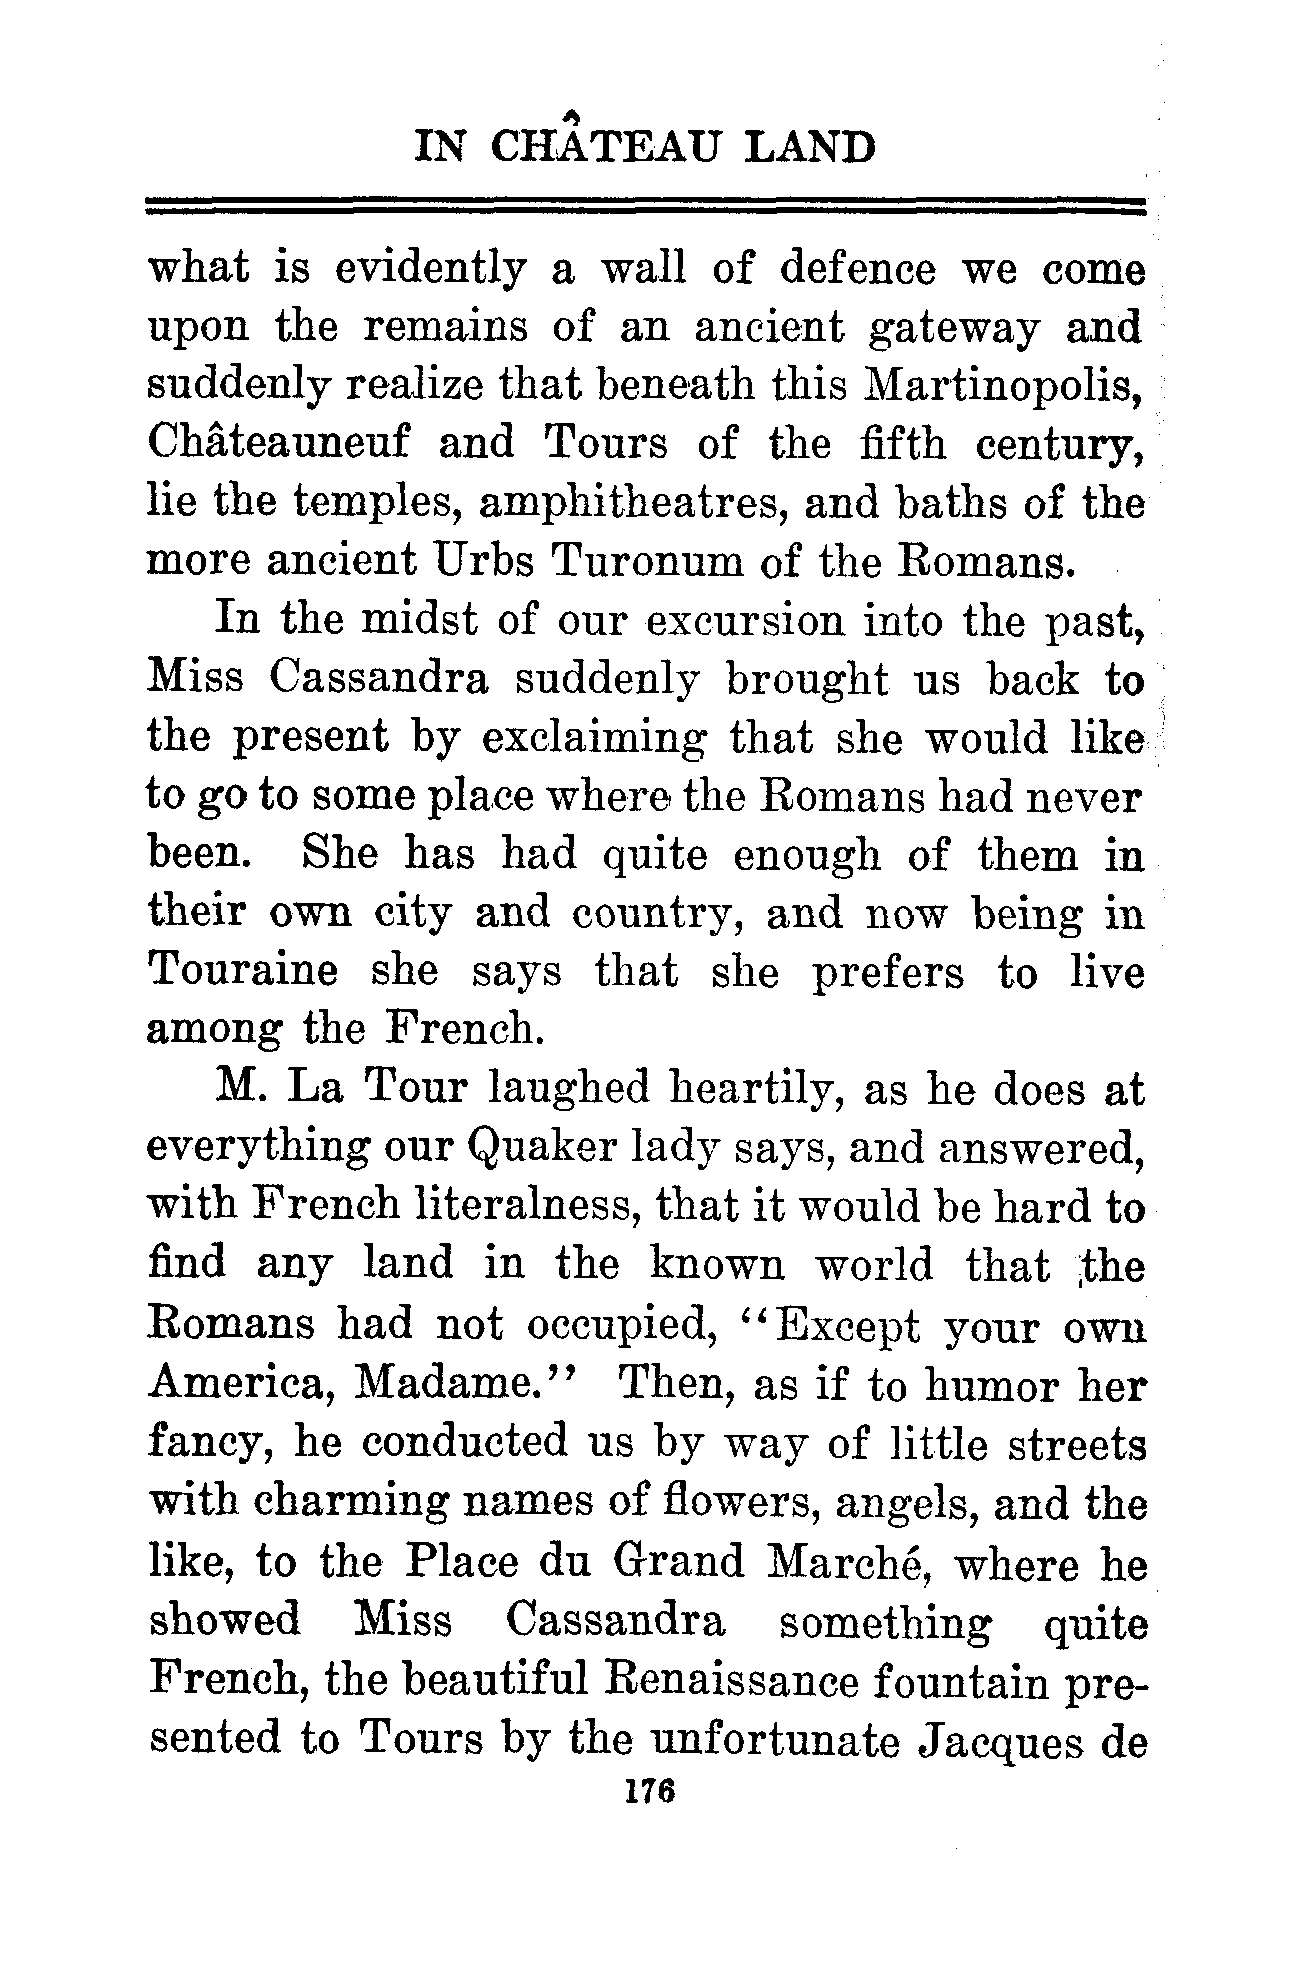 IN CHÂTEAU LAND
what is evidently a wall of defence we come
upon the remains of an ancient gateway and
suddenly realize that beneath this Martinopolis,
Châteauneuf and Tours of the fifth century,
lie the temples, amphitheatres, and baths of the
more ancient Urbs Turonum of the Romans.
In the midst of our excursion into the past,
Miss Cassandra suddenly brought us back to
the present by exclaiming that she would like
to go to some place where the Romans had never
been. She has had quite enough of them in
their own city and country, and now being in
Touraine she says that she prefers to live
among the French.
M. La Tour laughed heartily, as he does at
everything our Quaker lady says, and answered,
with French literalness, that it would be hard to
find any land in the known world that the
Romans had not occupied, “Except your own
America, Madame.” Then, as if to humor her
fancy, he conducted us by way of little streets
with charming names of flowers, angels, and the
like, to the Place du Grand Marché, where he
showed Miss Cassandra something quite
French, the beautiful Renaissance fountain pre-
sented to Tours by the unfortunate Jacques de
176